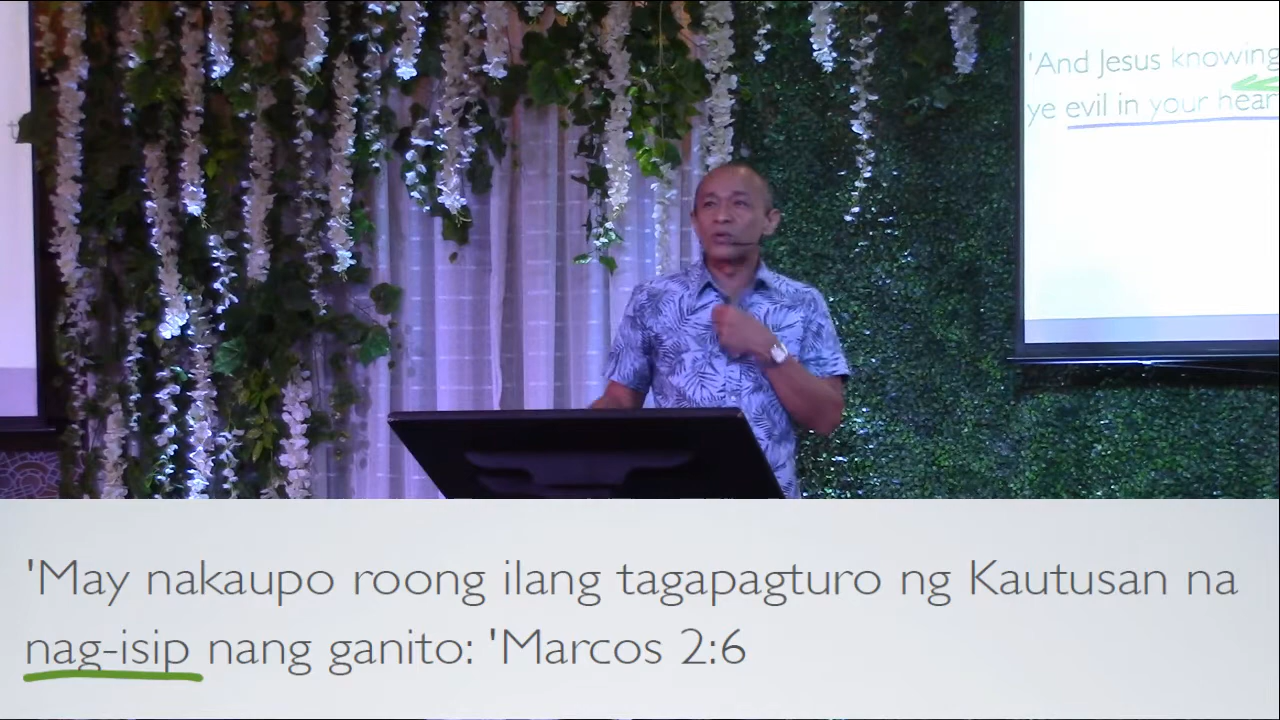 'And Jesus knowing
ye evil in your hear
'May nakaupo roong ilang tagapagturo ng Kautusan na
nag-isip nang ganito: 'Marcos 2:6